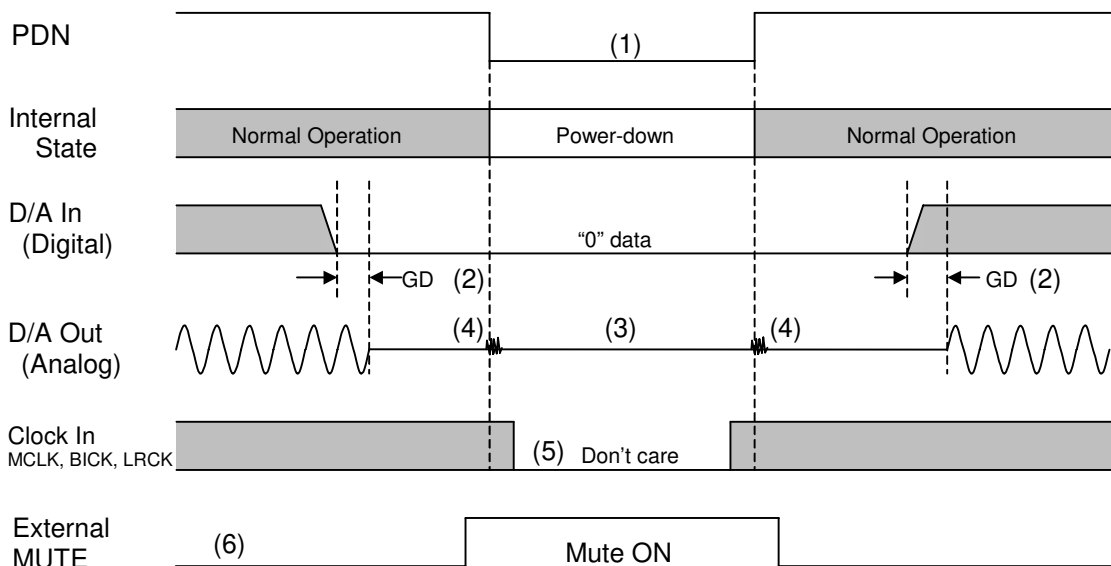 PDN
(1)
Internal
State
Normal Operation
Power-down
Normal Operation
D/A In
(Digital)
“0” data
GD (2)
GD (2)
D/A Out
(Analog)
(4)
(3)
(4)
Clock In
MCLK, BICK, LRCK
(5) Don’t care
External
MUTE
(6)
Mute ON